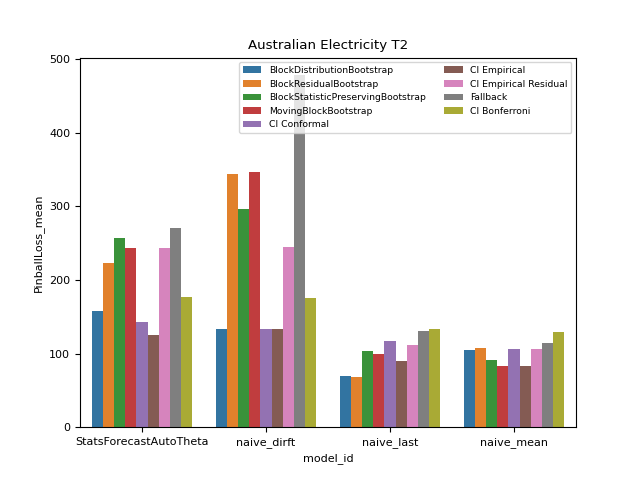 Australian Electricity T2
BlockDistributionBootstrap
BlockResidualBootstrap
BlockStatisticPreservingBootstrap
MovingBlockBootstrap
CI Conformal
CI Empirical
CI Empirical Residual
Fallback
CI Bonferroni
PinballLoss_mean
500
400
300
200
100
0
StatsForecastAutoTheta naive_dirft naive_last naive_mean
model_id